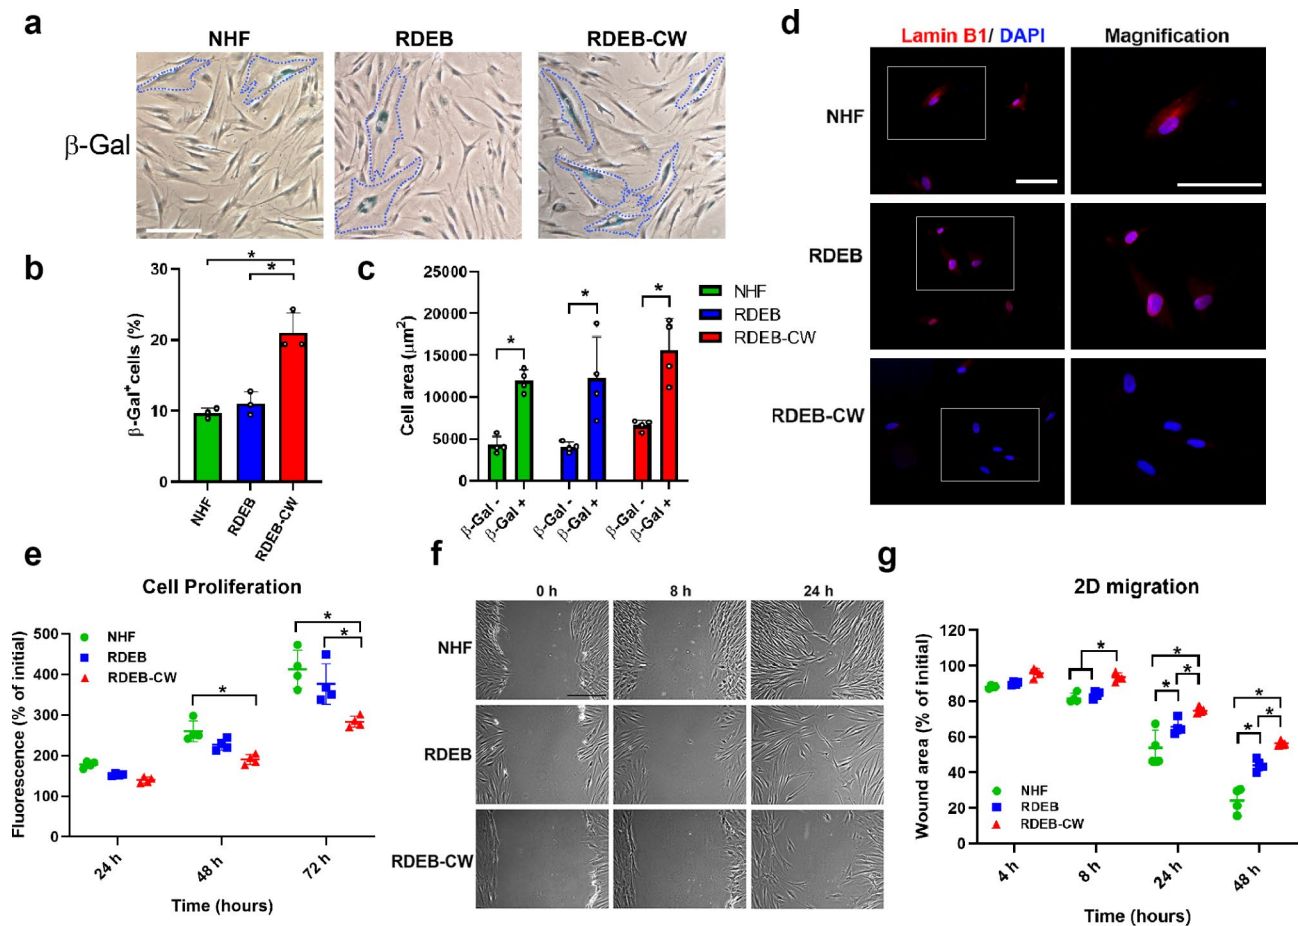 a
NHF
RDEB
RDEB-CW
β-Gal
b
β-Gal⁺cells (%)
30
20
10
0
*
*
NHF
RDEB
RDEB-CW
c
Cell area (μm²)
25000
20000
15000
10000
5000
0
*
*
*
β-Gal -
β-Gal +
β-Gal -
β-Gal +
β-Gal -
β-Gal +
NHF
RDEB
RDEB-CW
d
Lamin B1/ DAPI
Magnification
NHF
RDEB
RDEB-CW
e
Cell Proliferation
Fluorescence (% of initial)
500
400
300
200
100
0
NHF
RDEB
RDEB-CW
*
*
*
24 h
48 h
72 h
Time (hours)
f
0 h
8 h
24 h
NHF
RDEB
RDEB-CW
g
2D migration
Wound area (% of initial)
120
100
80
60
40
20
0
*
*
*
*
*
*
*
NHF
RDEB
RDEB-CW
4 h
8 h
24 h
48 h
Time (hours)